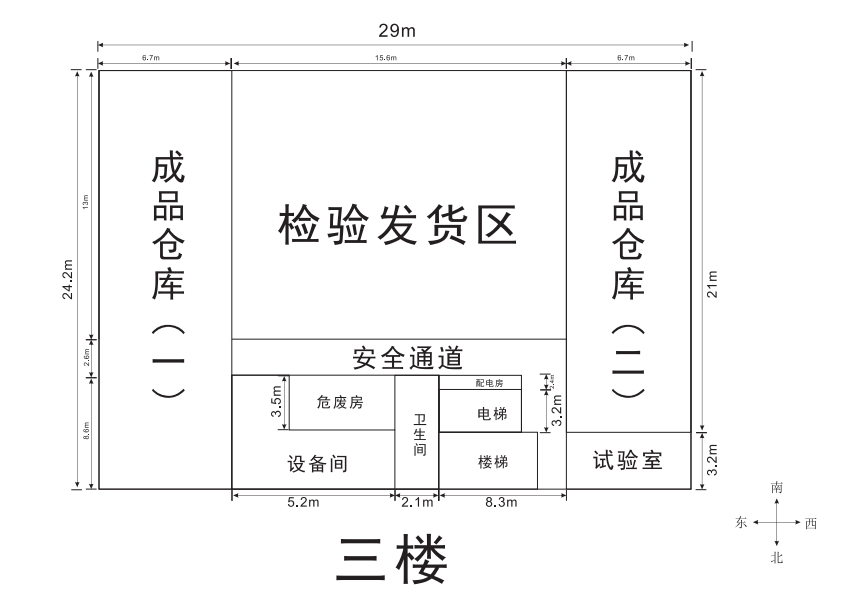 29m
6.7m
15.6m
6.7m
成品仓库（一）
检验发货区
成品仓库（二）
13m
24.2m
21m
2.6m
安全通道
8.6m
3.5m
危废房
卫生间
配电房
2.4m
电梯
3.2m
设备间
楼梯
试验室
3.2m
5.2m
2.1m
8.3m
三楼
南
东
西
北